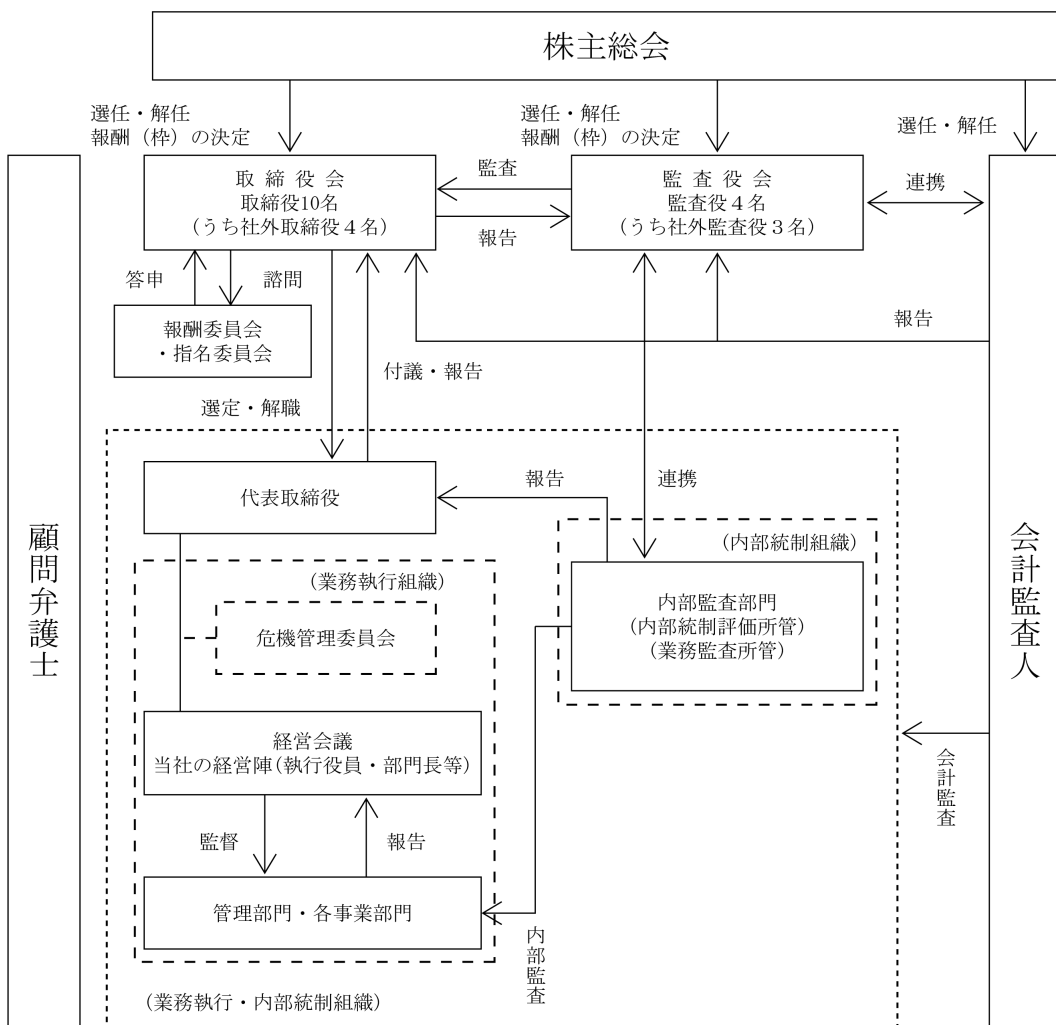 株主総会
選任・解任
報酬（枠）の決定
選任・解任
報酬（枠）の決定
選任・解任
取締役会
取締役10名
(うち社外取締役４名)
監査
報告
監査役会
監査役４名
(うち社外監査役３名)
連携
答申
諮問
報酬委員会
・指名委員会
付議・報告
報告
選定・解職
代表取締役
報告
連携
(内部統制組織)
内部監査部門
(内部統制評価所管)
(業務監査所管)
(業務執行組織)
危機管理委員会
経営会議
当社の経営陣(執行役員・部門長等)
監督
報告
管理部門・各事業部門
内部監査
会計監査
(業務執行・内部統制組織)
顧問弁護士
会計監査人